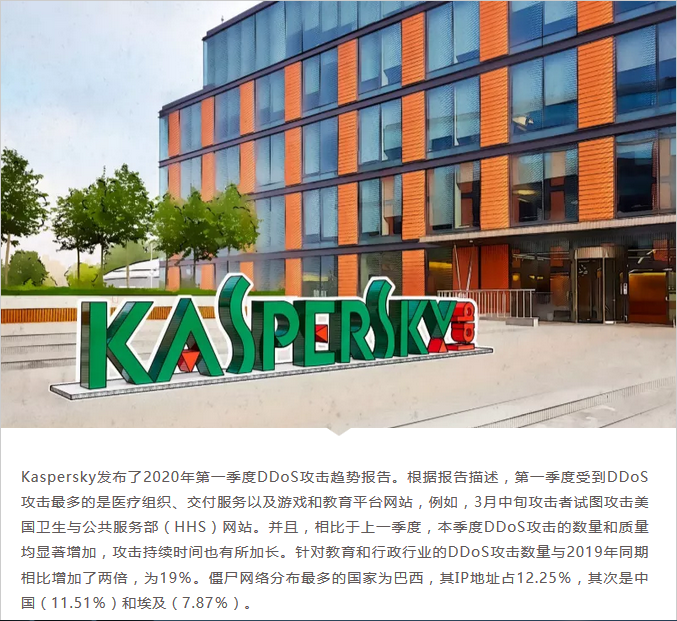 KASPERSKY
lab
Kaspersky发布了2020年第一季度DDoS攻击趋势报告。根据报告描述，第一季度受到DDoS
攻击最多的是医疗组织、交付服务以及游戏和教育平台网站，例如，3月中旬攻击者试图攻击美
国卫生与公共服务部（HHS）网站。并且，相比于上一季度，本季度DDoS攻击的数量和质量
均显著增加，攻击持续时间也有所加长。针对教育和行政行业的DDoS攻击数量与2019年同期
相比增加了两倍，为19%。僵尸网络分布最多的国家为巴西，其IP地址占12.25%，其次是中
国（11.51%）和埃及（7.87%）。